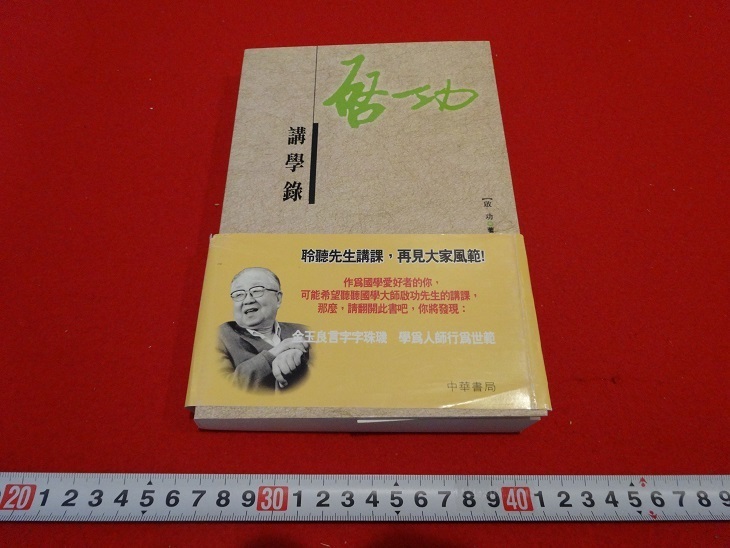 啓功
講學錄
【啟功
聆聽先生講課，再見大家風範!
作爲國學愛好者的你，
可能希望聽聽國學大師啟功先生的講課，
那麼，請翻開此書吧，你將發現：
金玉良言字字珠璣　學爲人師行爲世範
中華書局
20 1 2 3 4 5 6 7 8 9 30 1 2 3 4 5 6 7 8 9 40 1 2 3 4 5 6 7 8